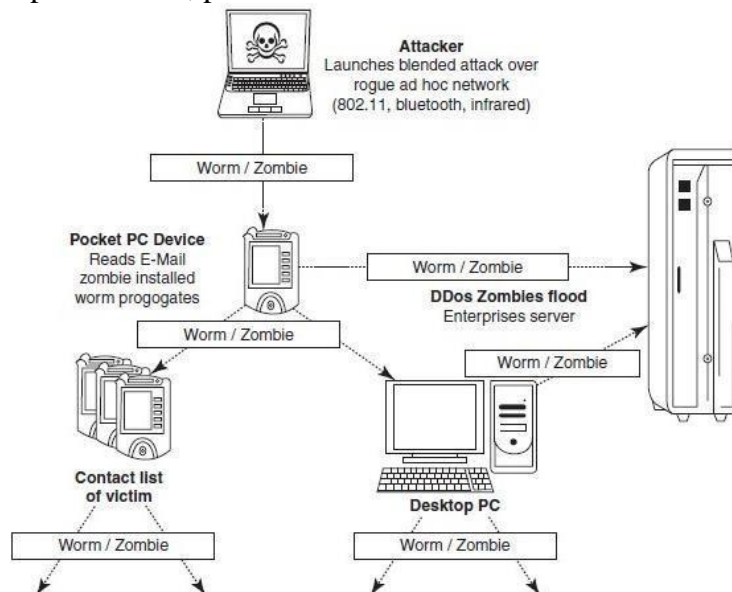 Attacker
Launches blended attack over
rogue ad hoc network
(802.11, bluetooth, infrared)
Worm / Zombie
Pocket PC Device
Reads E-Mail
zombie installed
worm progogates
Worm / Zombie
DDos Zombies flood
Enterprises server
Worm / Zombie
Worm / Zombie
Contact list
of victim
Desktop PC
Worm / Zombie
Worm / Zombie